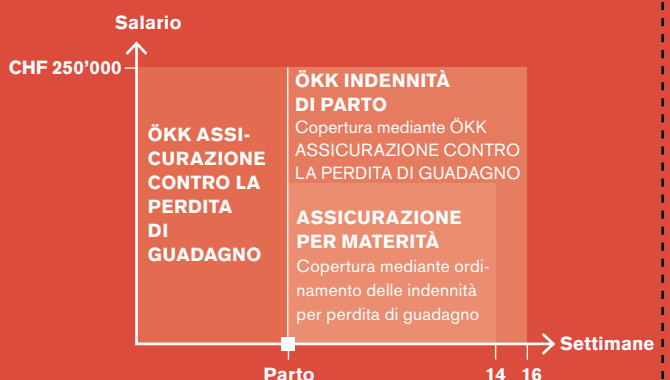 Salario
CHF 250’000
ÖKK ASSI-
CURAZIONE
CONTRO LA
PERDITA
DI
GUADAGNO
ÖKK INDENNITÀ
DI PARTO
Copertura mediante ÖKK
ASSICURAZIONE CONTRO
LA PERDITA DI GUADAGNO
ASSICURAZIONE
PER MATERITÀ
Copertura mediante ordi-
namento delle indennità
per perdita di guadagno
Settimane
Parto
14 16